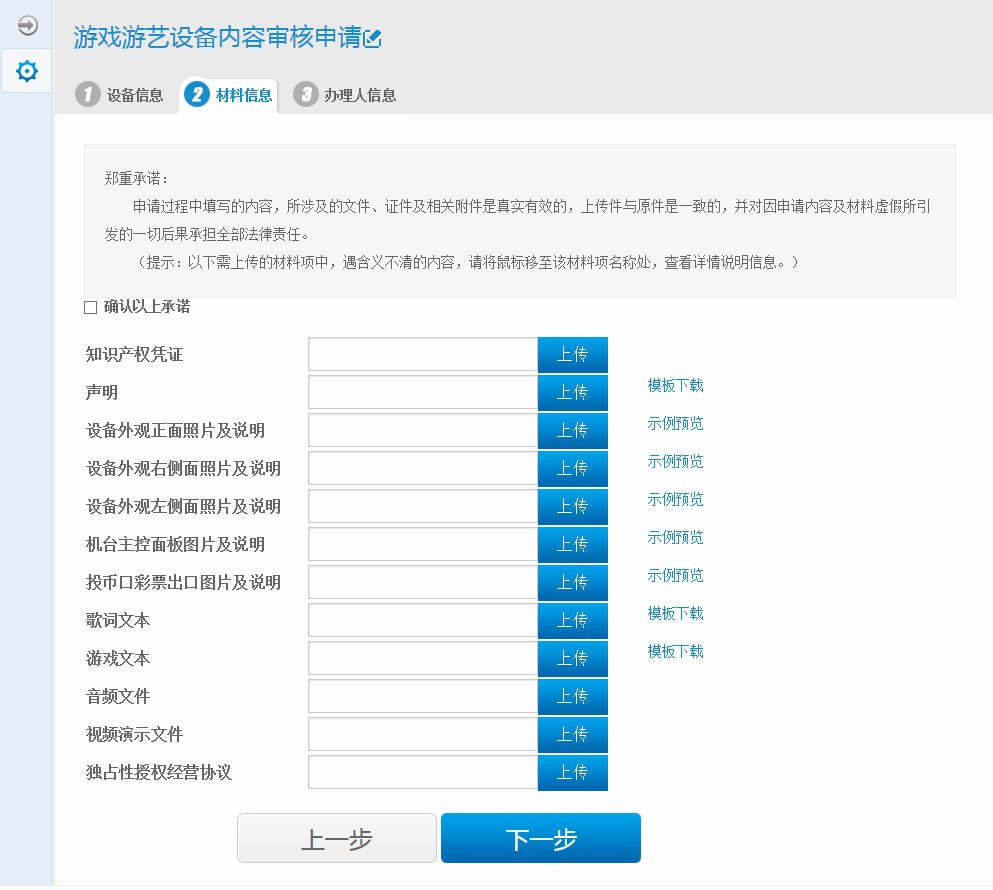 游戏游艺设备内容审核申请
1 设备信息 2 材料信息 3 办理人信息
郑重承诺：
申请过程中填写的内容，所涉及的文件、证件及相关附件是真实有效的，上传件与原件是一致的，并对因申请内容及材料虚假所引
发的一切后果承担全部法律责任。
（提示：以下需上传的材料项中，遇含义不清的内容，请将鼠标移至该材料项名称处，查看详情说明信息。）
确认以上承诺
知识产权凭证 上传
声明 上传 模板下载
设备外观正面照片及说明 上传 示例预览
设备外观右侧面照片及说明 上传 示例预览
设备外观左侧面照片及说明 上传 示例预览
机台主控面板图片及说明 上传 示例预览
投币口彩票出口图片及说明 上传 示例预览
歌词文本 上传 模板下载
游戏文本 上传 模板下载
音频文件 上传
视频演示文件 上传
独占性授权经营协议 上传
上一步 下一步